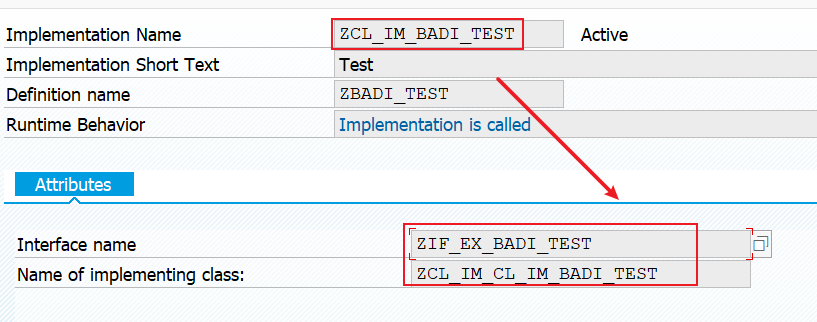 Implementation Name ZCL_IM_BADI_TEST Active
Implementation Short Text Test
Definition name ZBADI_TEST
Runtime Behavior Implementation is called
Attributes
Interface name ZIF_EX_BADI_TEST
Name of implementing class: ZCL_IM_CL_IM_BADI_TEST